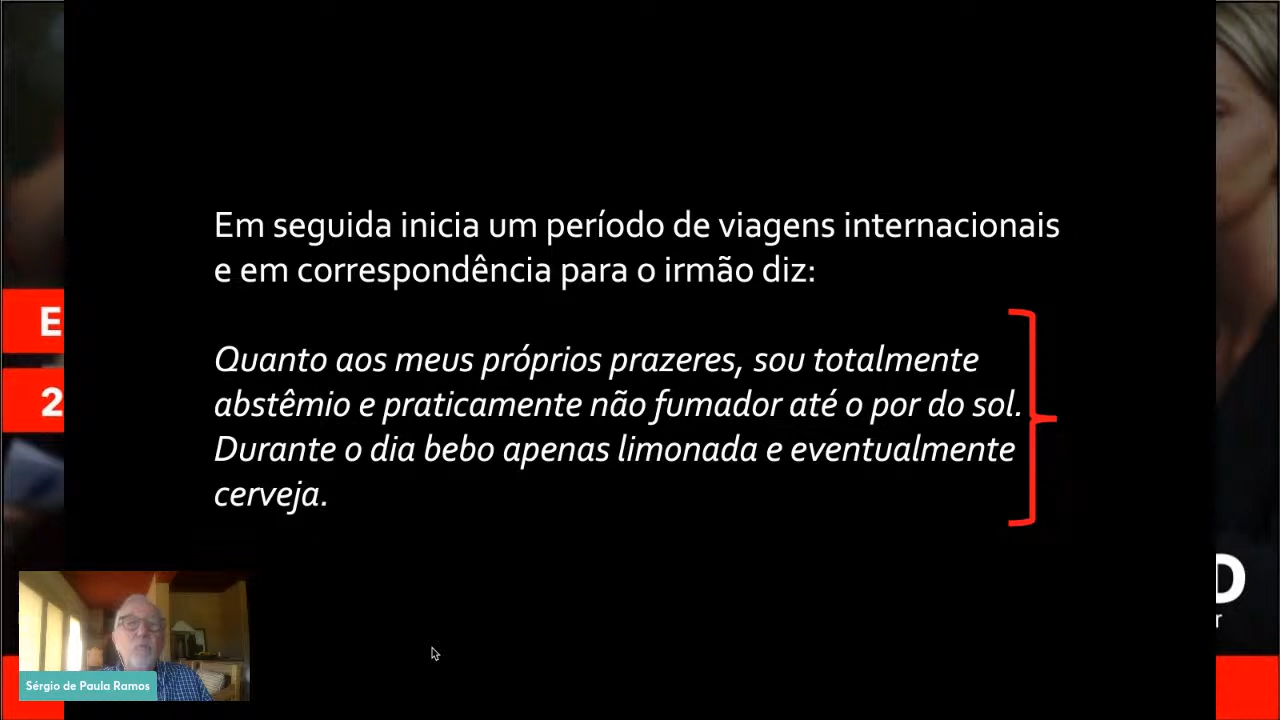 Em seguida inicia um período de viagens internacionais
e em correspondência para o irmão diz:
Quanto aos meus próprios prazeres, sou totalmente
abstêmio e praticamente não fumador até o por do sol.
Durante o dia bebo apenas limonada e eventualmente
cerveja.
E
2
D
r
Sérgio de Paula Ramos